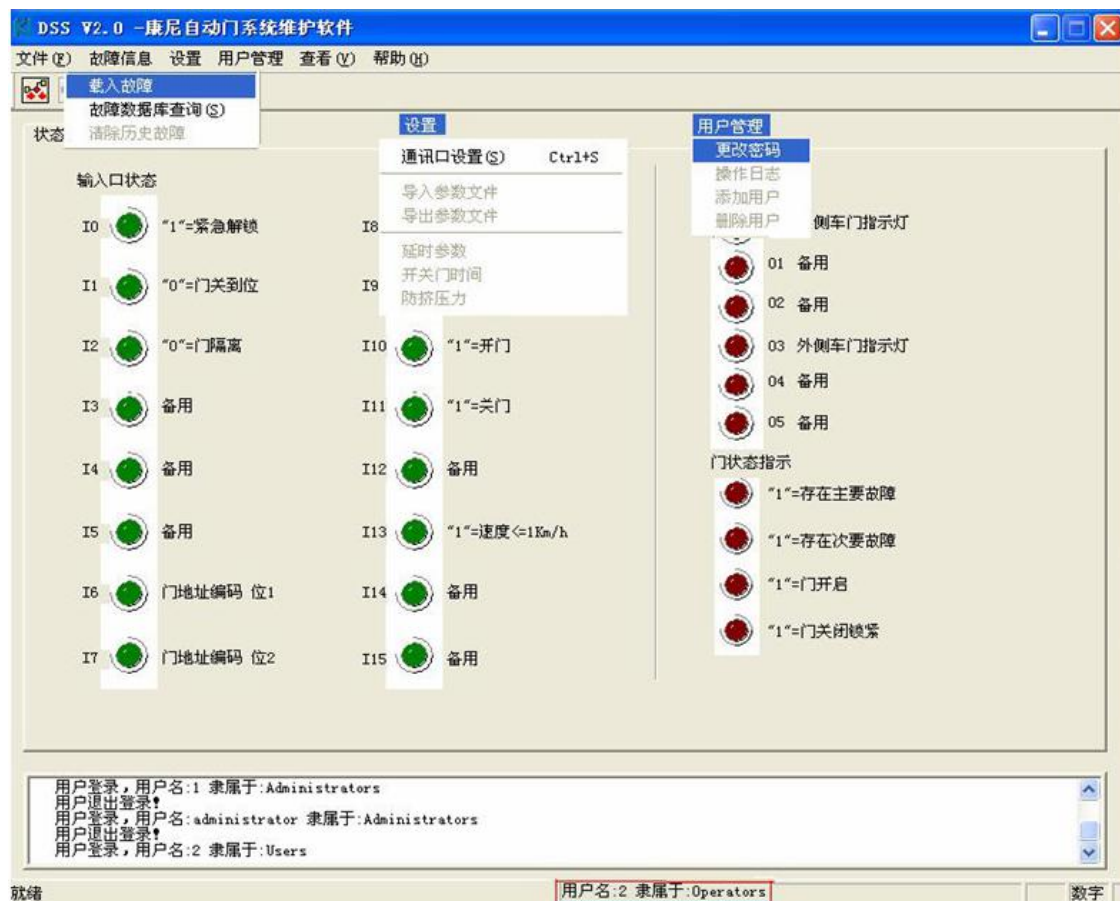 DSS V2.0 -康尼自动门系统维护软件
文件(F) 故障信息 设置 用户管理 查看(V) 帮助(H)
载入故障
故障数据库查询(S)
清除历史故障
状态
设置
通讯口设置(S) Ctrl+S
导入参数文件
导出参数文件
延时参数
开关门时间
防挤压力
用户管理
更改密码
操作日志
添加用户
删除用户
输入口状态
I0 "1"=紧急解锁
I1 "0"=门关到位
I2 "0"=门隔离
I3 备用
I4 备用
I5 备用
I6 门地址编码 位1
I7 门地址编码 位2
I8
I9
I10 "1"=开门
I11 "1"=关门
I12 备用
I13 "1"=速度<=1Km/h
I14 备用
I15 备用
侧车门指示灯
O1 备用
O2 备用
O3 外侧车门指示灯
O4 备用
O5 备用
门状态指示
"1"=存在主要故障
"1"=存在次要故障
"1"=门开启
"1"=门关闭锁紧
用户登录,用户名:1 隶属于:Administrators
用户退出登录!
用户登录,用户名:administrator 隶属于:Administrators
用户退出登录!
用户登录,用户名:2 隶属于:Users
就绪 用户名:2 隶属于:Operators 数字